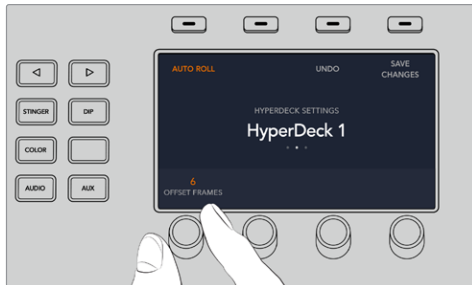 AUTO ROLL
UNDO
SAVE
CHANGES
STINGER
DIP
HYPERDECK SETTINGS
HyperDeck 1
COLOR
AUDIO
AUX
6
OFFSET FRAMES